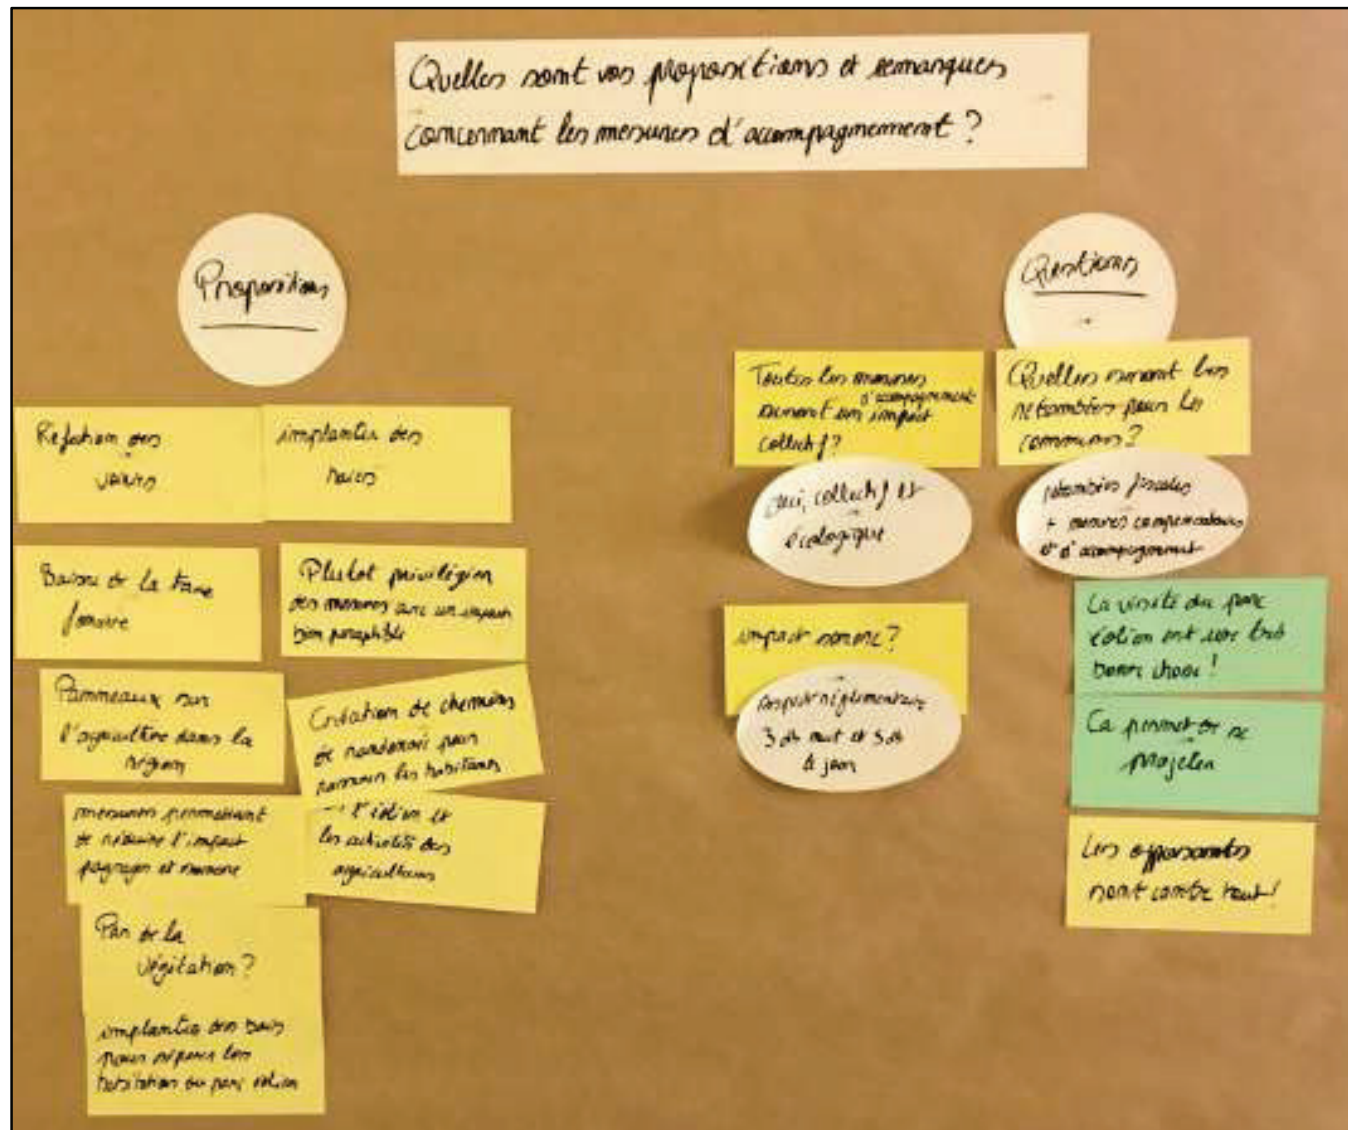 Quelles sont vos propositions et remarques
concernant les mesures d'accompagnement ?
Propositions
Réfection des
voiries
implanter des
haies
Baisse de la taxe
foncière
Plutot privilégier
des mesures avec un impact
bien perceptible
Panneaux sur
l'agriculture dans la
région
Création de chemins
de randonnée pour
les habitants
l'éolien et
les activités des
agriculteurs
mesures permettant
de réduire l'impact
paysager et sonore
Par de la
végétation ?
implanter des bois
pour séparer les
habitations du parc éolien
Questions
Toutes les mesures
d'accompagnement
auront un impact
collectif ?
oui, collectif et
écologique
impact sonore ?
respect réglementaire
3 db nuit et 5 db
le jour
Quelles seront les
retombées pour les
communes ?
retombées fiscales
+ mesures compensatoires
et d'accompagnement
La visite du parc
éolien est une très
bonne chose !
Ca permet de se
projeter
Les opposants
sont contre tout !